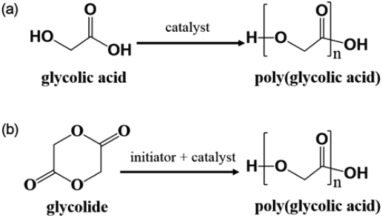 (a)
O
HO
OH
glycolic acid
catalyst
H O O OH
n
poly(glycolic acid)
(b)
O
O
O
O
glycolide
initiator + catalyst
H O O OH
n
poly(glycolic acid)